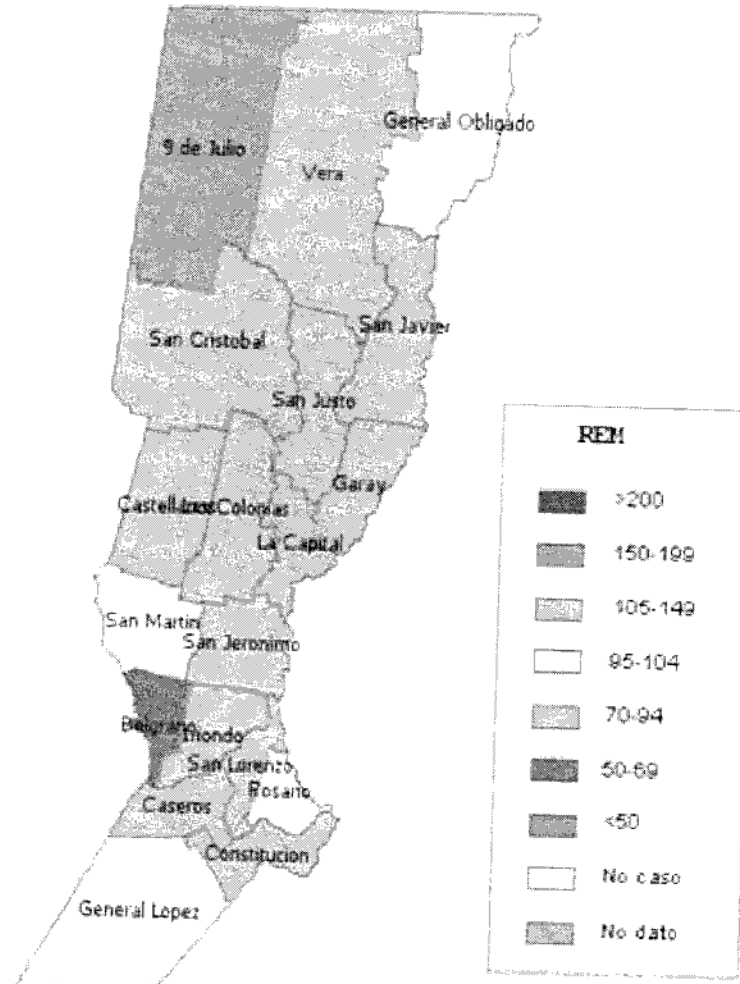 General Obligado
9 de Julio
Vera
San Javier
San Cristobal
San Justo
Garay
Castellanos
Las Colonias
La Capital
San Martin
San Jeronimo
Belgrano
Iriondo
San Lorenzo
Rosario
Caseros
Constitucion
General Lopez
REM
>200
150-199
105-149
95-104
70-94
50-69
<50
No caso
No dato